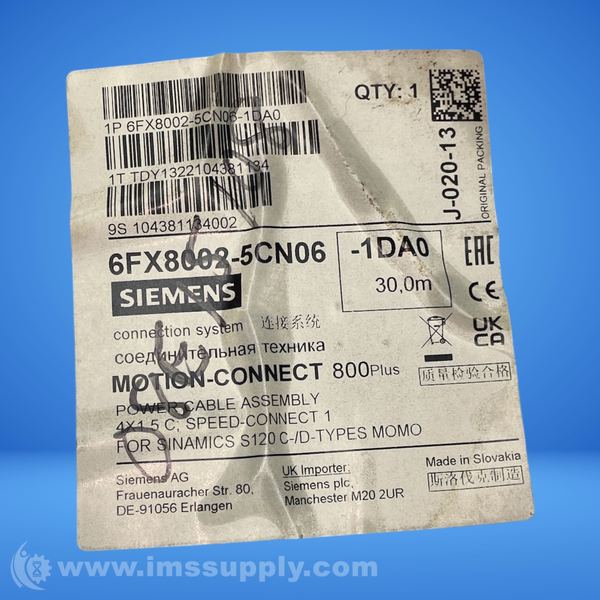 1P 6FX8002-5CN06-1DA0
QTY: 1
1T TDY1322104381134
9S 104381134002
J-020-13
ORIGINAL PACKING
6FX8002-5CN06
-1DA0
30,0m
EAC
SIEMENS
CE
connection system 连接系统
UK
CA
соединительная техника
MOTION-CONNECT 800Plus
质量检验合格
POWER CABLE ASSEMBLY
4X1.5 C; SPEED-CONNECT 1
FOR SINAMICS S120 C-/D-TYPES MOMO
Siemens AG
Frauenauracher Str. 80,
DE-91056 Erlangen
UK Importer:
Siemens plc,
Manchester M20 2UR
Made in Slovakia
斯洛伐克制造
www.imssupply.com